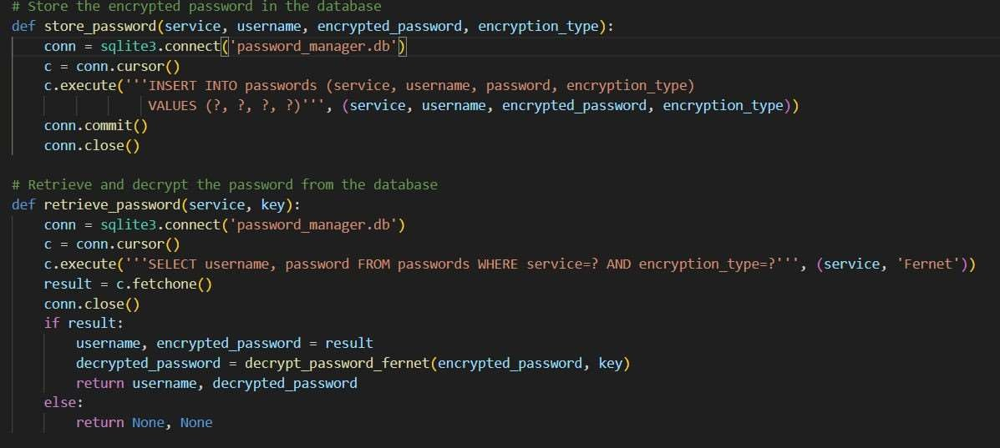 # Store the encrypted password in the database
def store_password(service, username, encrypted_password, encryption_type):
    conn = sqlite3.connect('password_manager.db')
    c = conn.cursor()
    c.execute('''INSERT INTO passwords (service, username, password, encryption_type)
                 VALUES (?, ?, ?, ?)''', (service, username, encrypted_password, encryption_type))
    conn.commit()
    conn.close()

# Retrieve and decrypt the password from the database
def retrieve_password(service, key):
    conn = sqlite3.connect('password_manager.db')
    c = conn.cursor()
    c.execute('''SELECT username, password FROM passwords WHERE service=? AND encryption_type=?''', (service, 'Fernet'))
    result = c.fetchone()
    conn.close()
    if result:
        username, encrypted_password = result
        decrypted_password = decrypt_password_fernet(encrypted_password, key)
        return username, decrypted_password
    else:
        return None, None